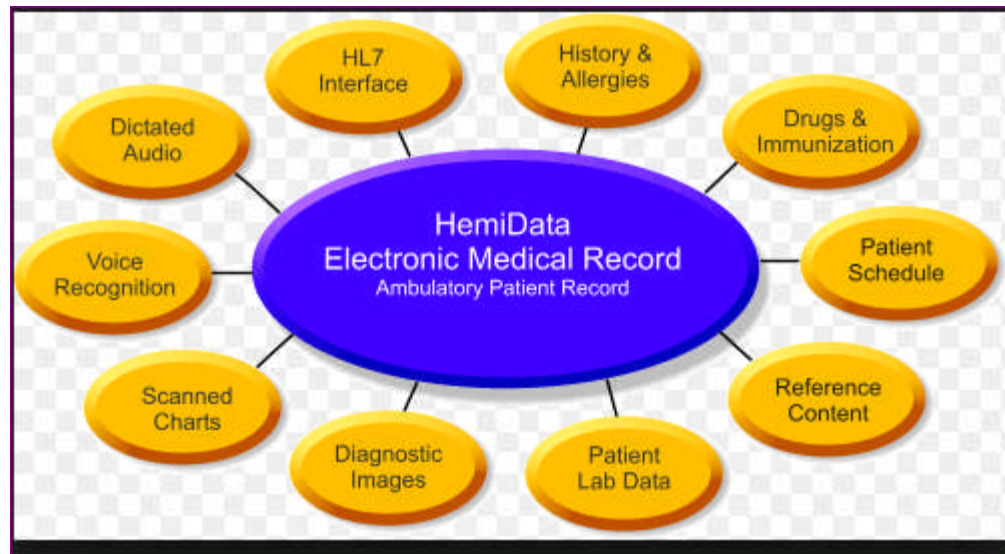 HL7
Interface
History &
Allergies
Dictated
Audio
Drugs &
Immunization
HemiData
Electronic Medical Record
Ambulatory Patient Record
Voice
Recognition
Patient
Schedule
Scanned
Charts
Reference
Content
Diagnostic
Images
Patient
Lab Data